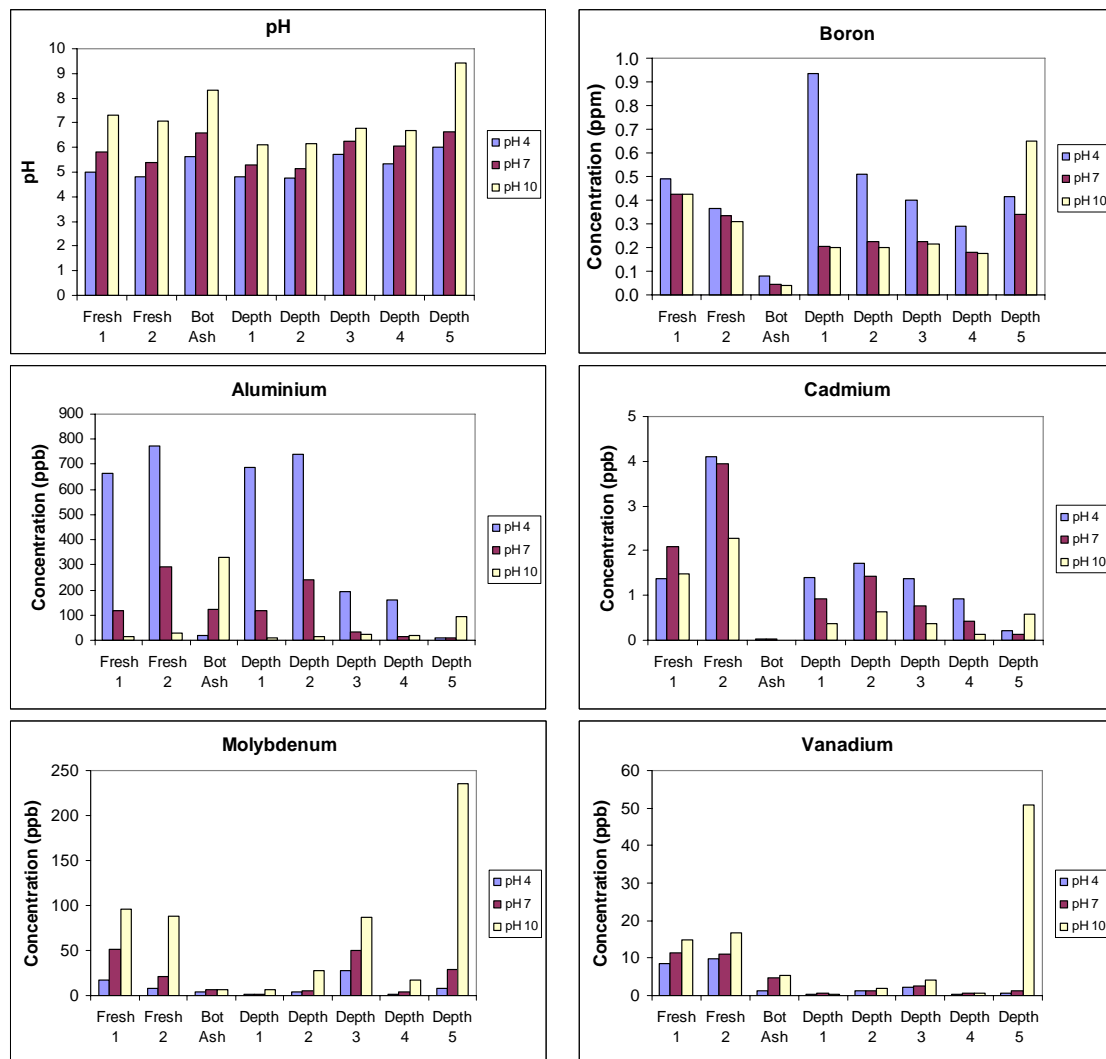 pH
pH
10
9
8
7
6
5
4
3
2
1
0
Fresh Fresh Bot Depth Depth Depth Depth Depth
1 2 Ash 1 2 3 4 5
pH 4
pH 7
pH 10
Boron
Concentration (ppm)
1.0
0.9
0.8
0.7
0.6
0.5
0.4
0.3
0.2
0.1
0.0
Fresh Fresh Bot Depth Depth Depth Depth Depth
1 2 Ash 1 2 3 4 5
pH 4
pH 7
pH 10
Aluminium
Concentration (ppb)
900
800
700
600
500
400
300
200
100
0
Fresh Fresh Bot Depth Depth Depth Depth Depth
1 2 Ash 1 2 3 4 5
pH 4
pH 7
pH 10
Cadmium
Concentration (ppb)
5
4
3
2
1
0
Fresh Fresh Bot Depth Depth Depth Depth Depth
1 2 Ash 1 2 3 4 5
pH 4
pH 7
pH 10
Molybdenum
Concentration (ppb)
250
200
150
100
50
0
Fresh Fresh Bot Depth Depth Depth Depth Depth
1 2 Ash 1 2 3 4 5
pH 4
pH 7
pH 10
Vanadium
Concentration (ppb)
60
50
40
30
20
10
0
Fresh Fresh Bot Depth Depth Depth Depth Depth
1 2 Ash 1 2 3 4 5
pH 4
pH 7
pH 10